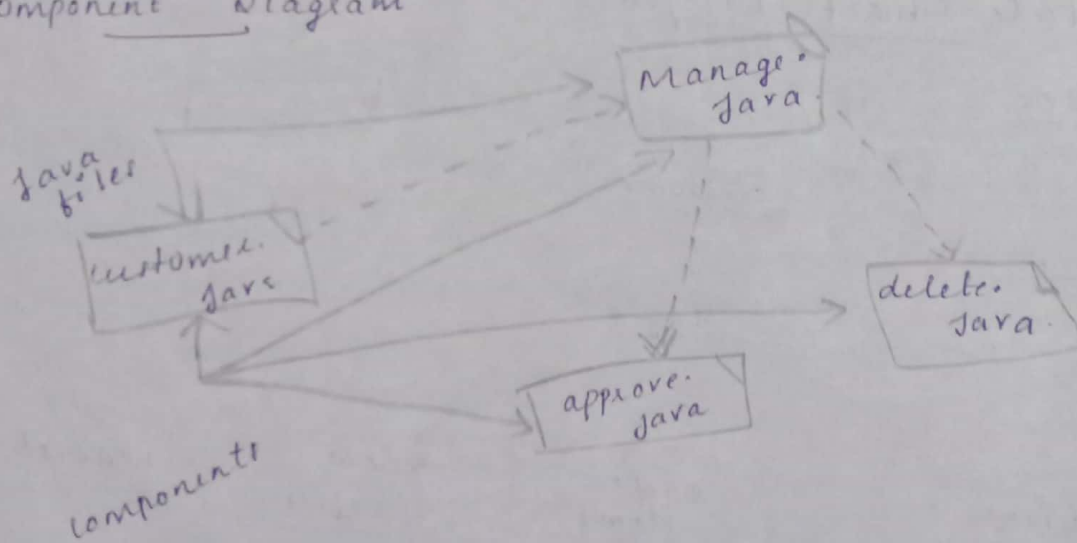 omponent Diagram
Manage.
Java
Java
files
customer.
Java
delete.
Java.
approve.
java
components